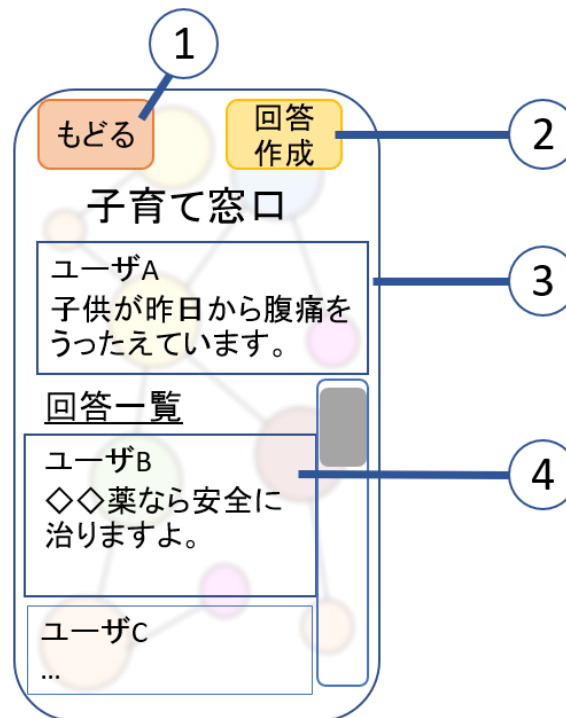 1
もどる
回答
作成
2
子育て窓口
ユーザA
子供が昨日から腹痛を
うったえています。
3
回答一覧
ユーザB
◇◇薬なら安全に
治りますよ。
4
ユーザC
...